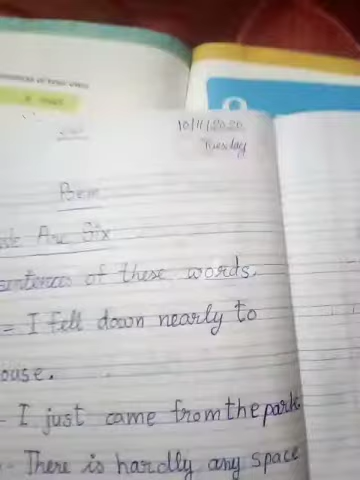 10/11/2020
Tuesday
Poem
Are Six
sentences of these words.
- I fell down nearly to
ouse.
- I just came from the park
- There is hardly any space